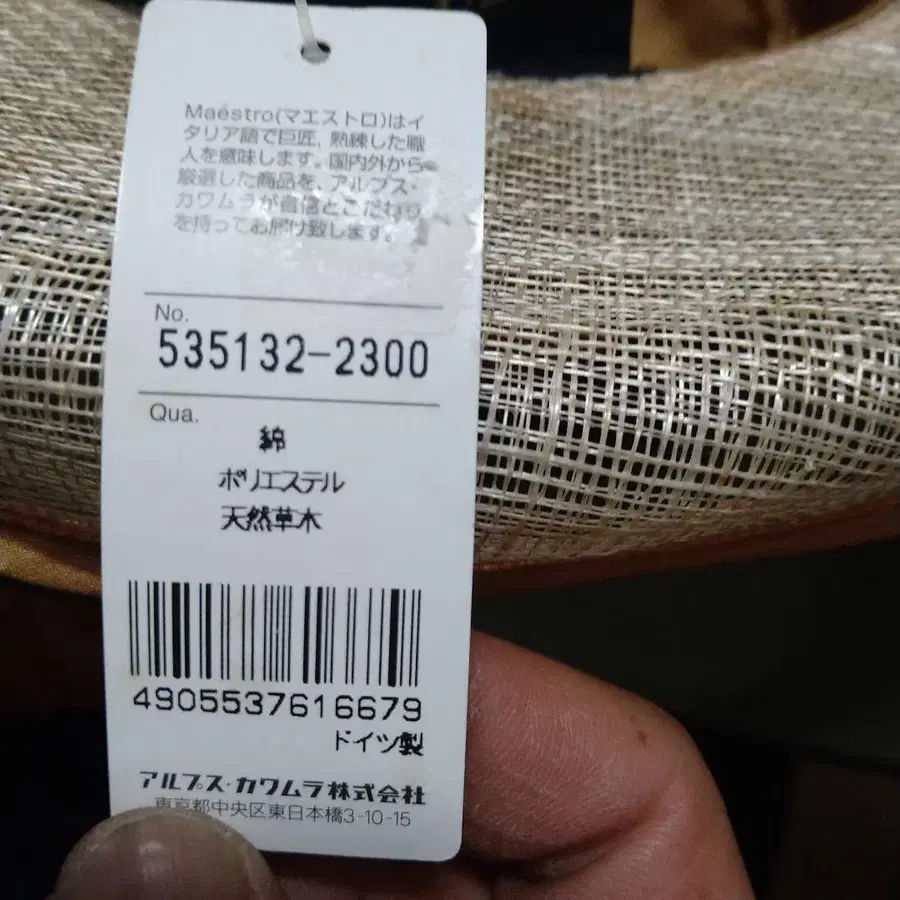 Maéstro(マエストロ)はイ
タリア語で巨匠, 熟練した職
人を意味します。国内外から
厳選した商品を、アルプス・
カワムラが自信とこだわり
を持ってお届け致します。
No.
535132-2300
Qua.
綿
ポリエステル
天然草木
4905537616679
ドイツ製
アルプス・カワムラ株式会社
東京都中央区東日本橋3-10-15